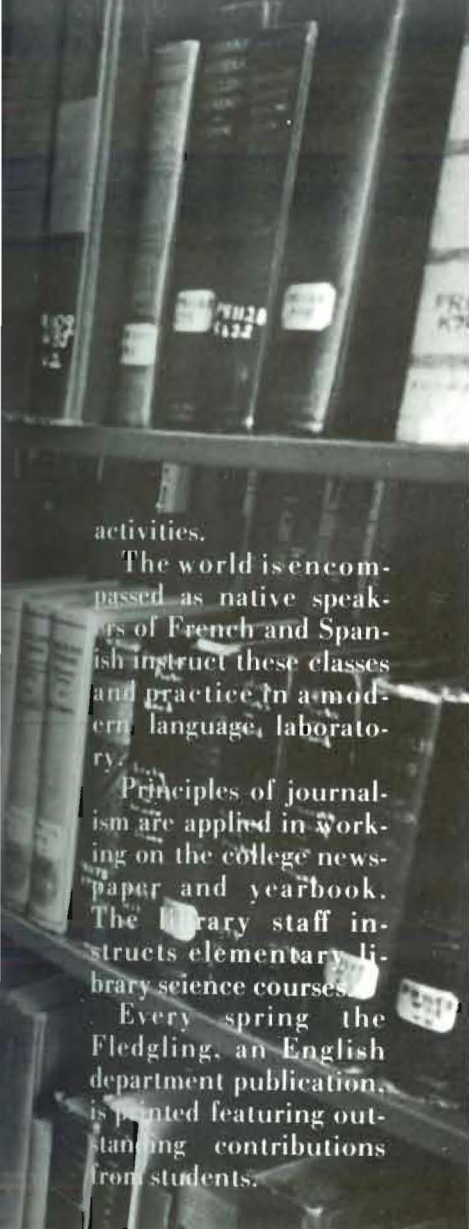 activities.
The world is encom-
passed as native speak-
ers of French and Span-
ish instruct these classes
and practice in a mod-
ern language laborato-
ry.
Principles of journal-
ism are applied in work-
ing on the college news-
paper and yearbook.
The library staff in-
structs elementary li-
brary science courses.
Every spring the
Fledgling, an English
department publication,
is printed featuring out-
standing contributions
from students.